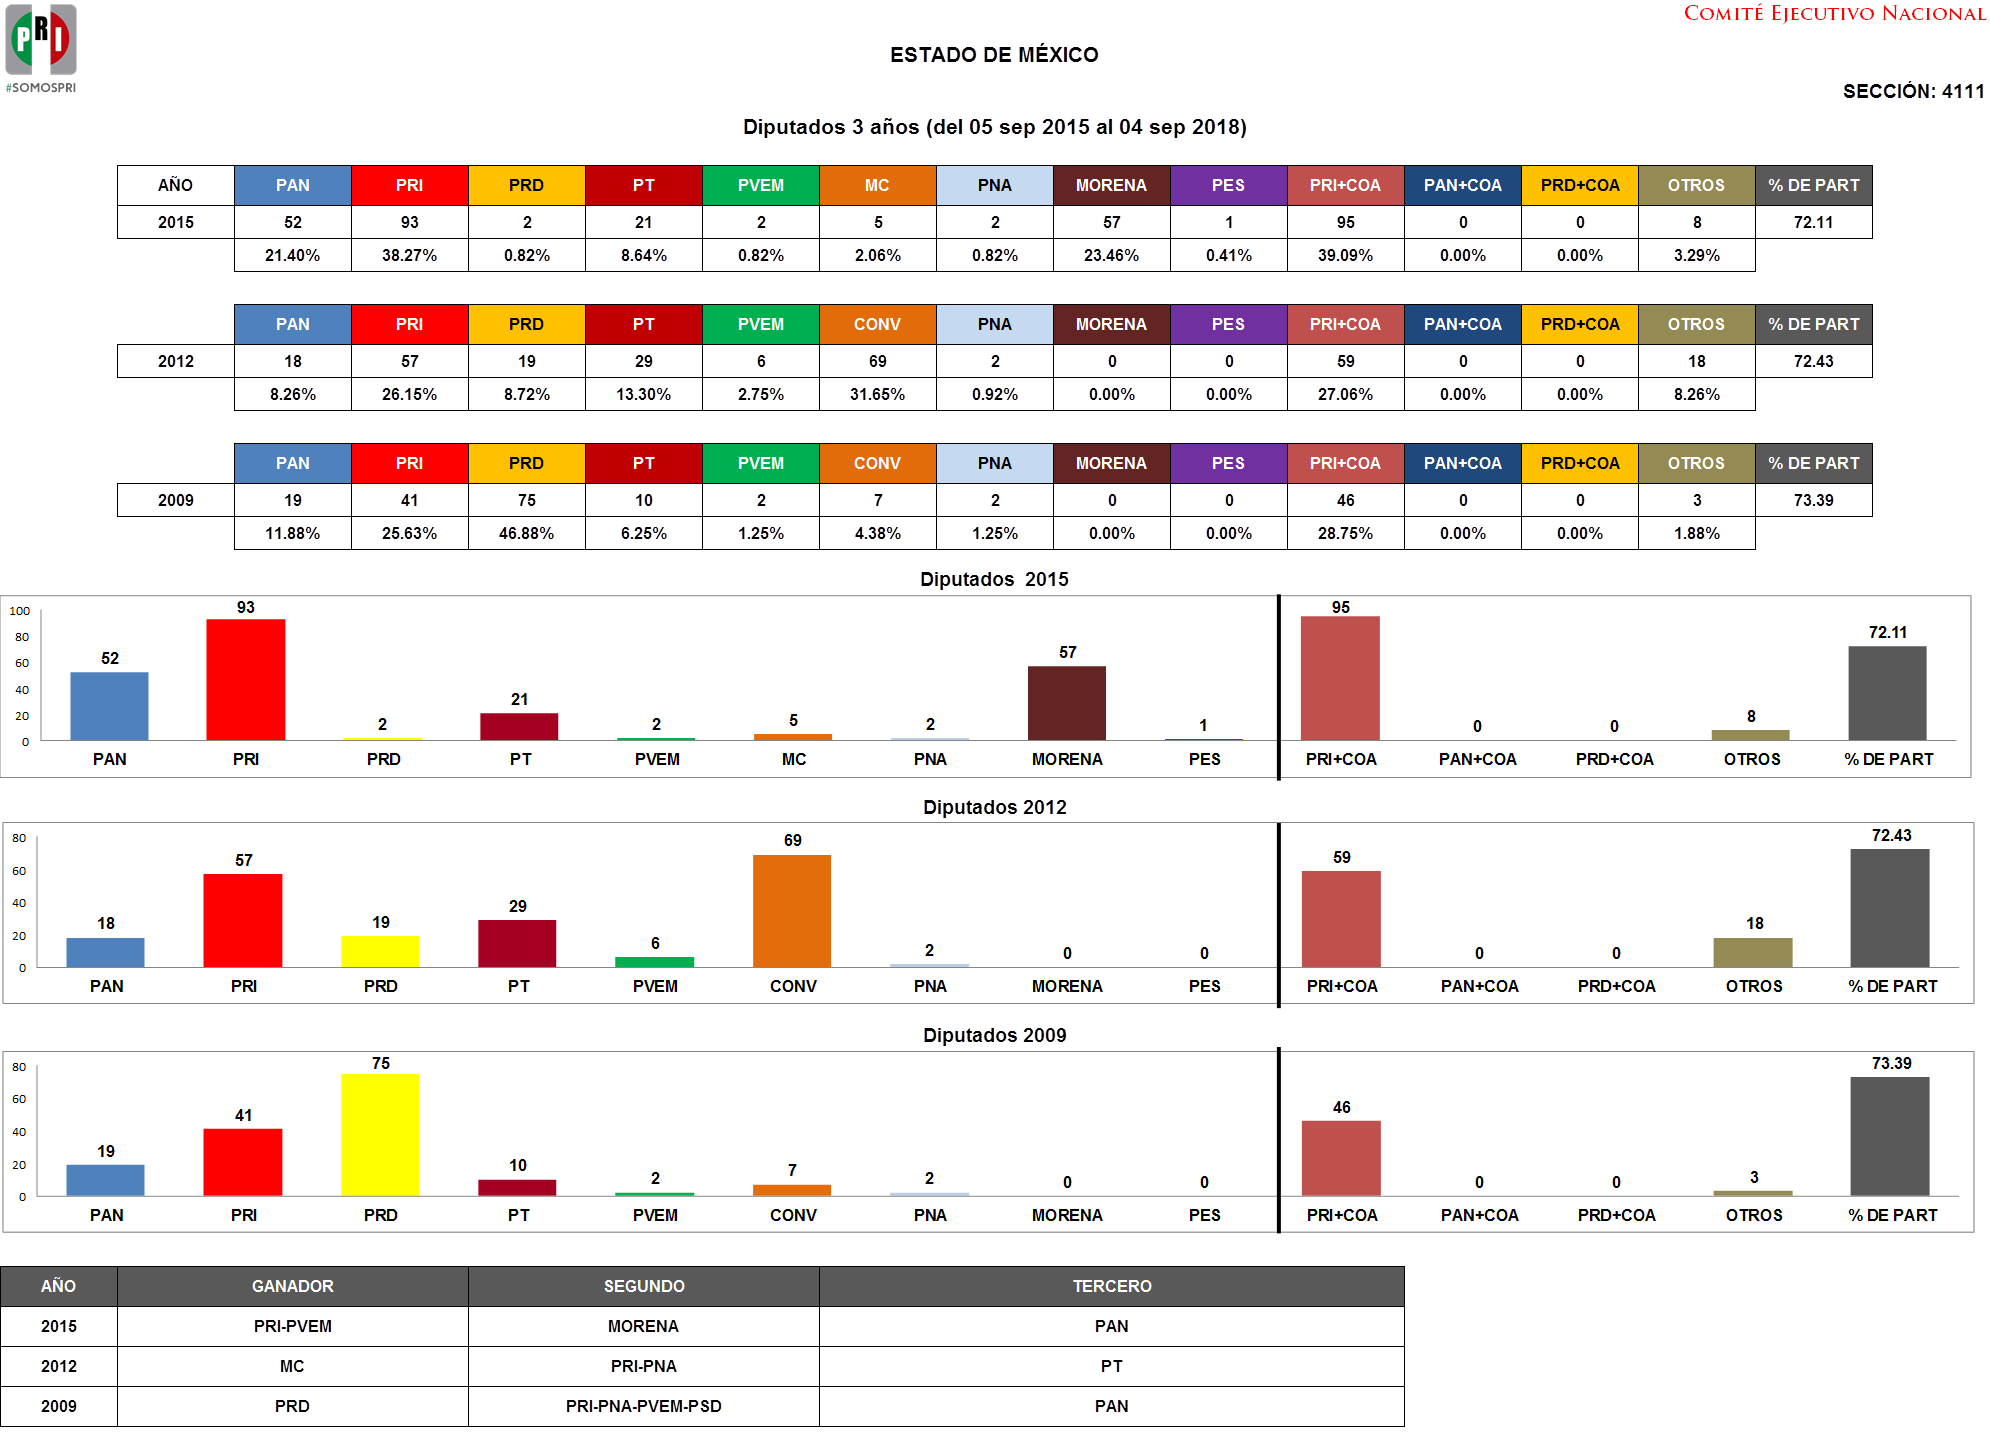 PRI
#SOMOSPRI
COMITÉ EJECUTIVO NACIONAL
ESTADO DE MÉXICO
SECCIÓN: 4111
Diputados 3 años (del 05 sep 2015 al 04 sep 2018)
AÑO PAN PRI PRD PT PVEM MC PNA MORENA PES PRI+COA PAN+COA PRD+COA OTROS % DE PART
2015 52 93 2 21 2 5 2 57 1 95 0 0 8 72.11
21.40% 38.27% 0.82% 8.64% 0.82% 2.06% 0.82% 23.46% 0.41% 39.09% 0.00% 0.00% 3.29%
PAN PRI PRD PT PVEM CONV PNA MORENA PES PRI+COA PAN+COA PRD+COA OTROS % DE PART
2012 18 57 19 29 6 69 2 0 0 59 0 0 18 72.43
8.26% 26.15% 8.72% 13.30% 2.75% 31.65% 0.92% 0.00% 0.00% 27.06% 0.00% 0.00% 8.26%
PAN PRI PRD PT PVEM CONV PNA MORENA PES PRI+COA PAN+COA PRD+COA OTROS % DE PART
2009 19 41 75 10 2 7 2 0 0 46 0 0 3 73.39
11.88% 25.63% 46.88% 6.25% 1.25% 4.38% 1.25% 0.00% 0.00% 28.75% 0.00% 0.00% 1.88%
Diputados 2015
100
80
60
40
20
0
52 93 2 21 2 5 2 57 1 95 0 0 8 72.11
PAN PRI PRD PT PVEM MC PNA MORENA PES PRI+COA PAN+COA PRD+COA OTROS % DE PART
Diputados 2012
80
60
40
20
0
18 57 19 29 6 69 2 0 0 59 0 0 18 72.43
PAN PRI PRD PT PVEM CONV PNA MORENA PES PRI+COA PAN+COA PRD+COA OTROS % DE PART
Diputados 2009
80
60
40
20
0
19 41 75 10 2 7 2 0 0 46 0 0 3 73.39
PAN PRI PRD PT PVEM CONV PNA MORENA PES PRI+COA PAN+COA PRD+COA OTROS % DE PART
AÑO GANADOR SEGUNDO TERCERO
2015 PRI-PVEM MORENA PAN
2012 MC PRI-PNA PT
2009 PRD PRI-PNA-PVEM-PSD PAN